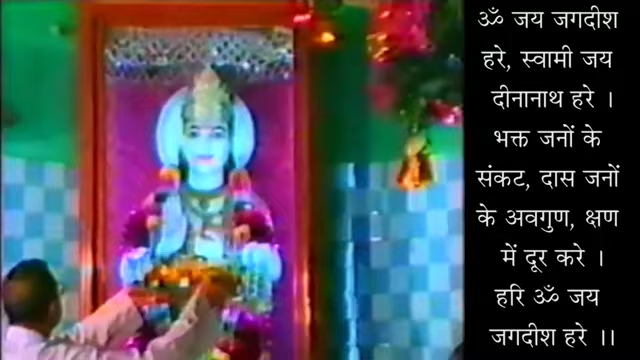 ॐ जय जगदीश
हरे, स्वामी जय
दीनानाथ हरे ।
भक्त जनों के
संकट, दास जनों
के अवगुण, क्षण
में दूर करे ।
हरि ॐ जय
जगदीश हरे ।।